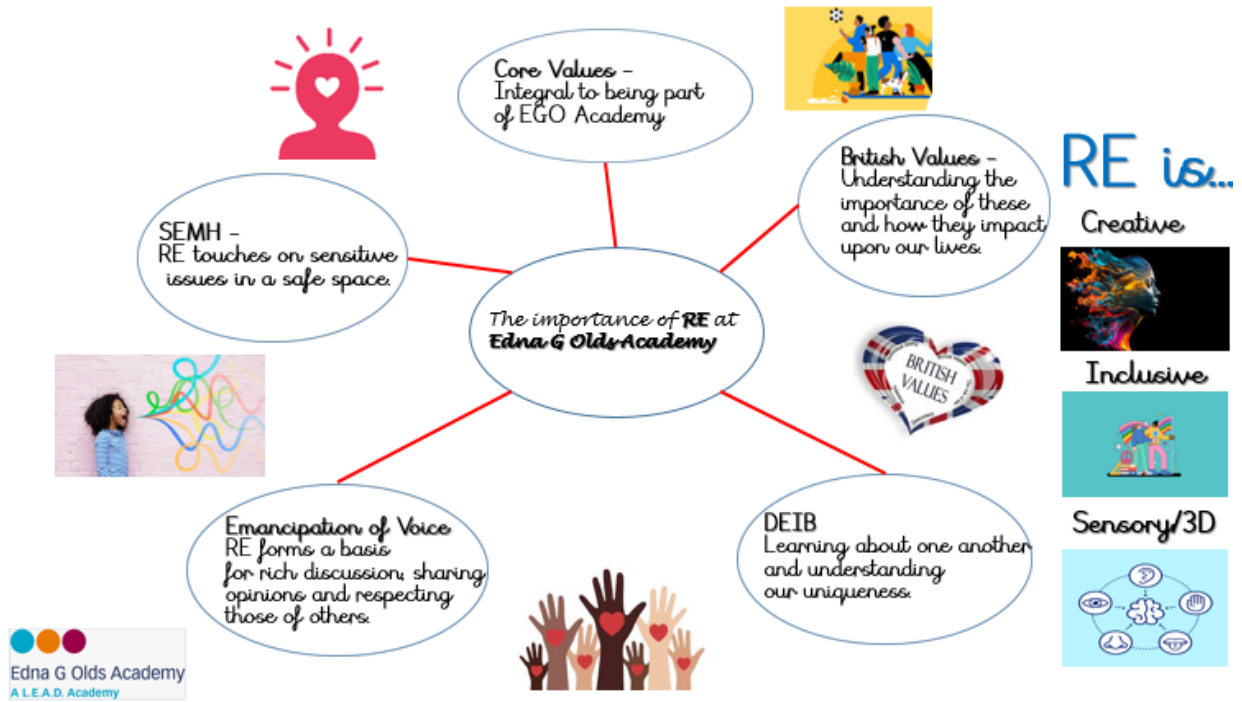 Core Values –
Integral to being part
of EGO Academy
British Values –
Understanding the
importance of these
and how they impact
upon our lives.
SEMH –
RE touches on sensitive
issues in a safe space.
The importance of RE at
Edna G Olds Academy
Emancipation of Voice
RE forms a basis
for rich discussion; sharing
opinions and respecting
those of others.
DEIB
Learning about one another
and understanding
our uniqueness.
BRITISH
VALUES
RE is...
Creative
Inclusive
Sensory/3D
Edna G Olds Academy
A L.E.A.D. Academy